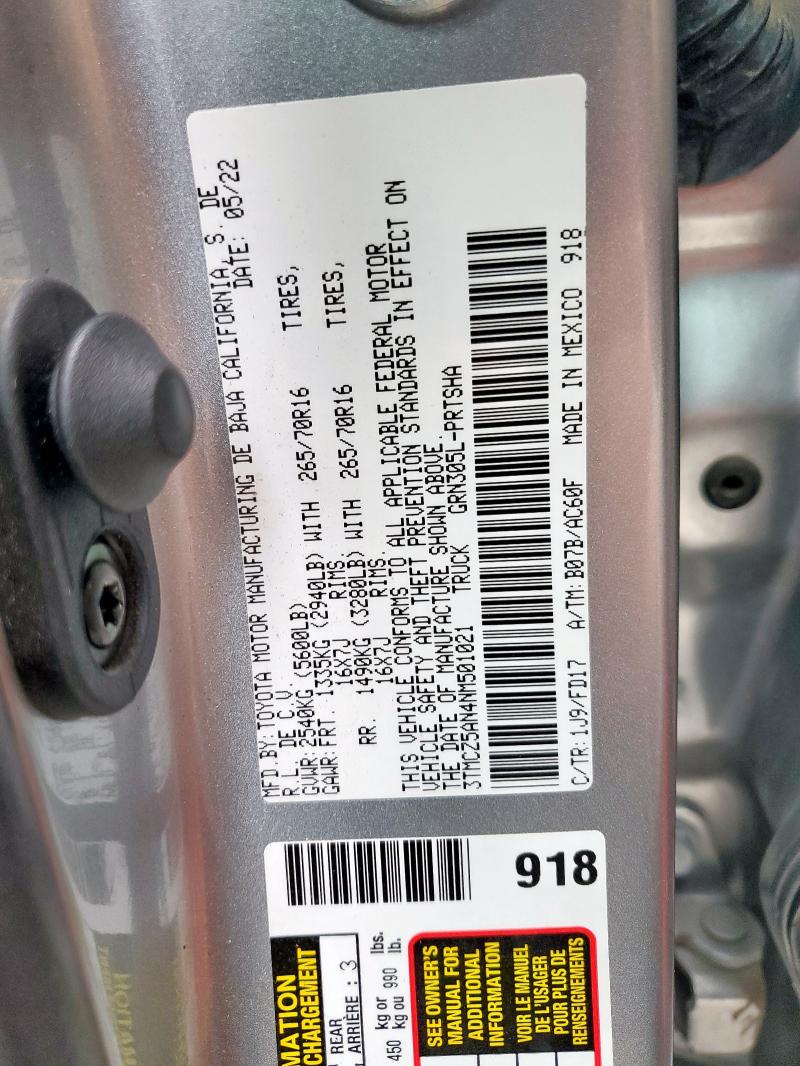 MFD.BY:TOYOTA MOTOR MANUFACTURING DE BAJA CALIFORNIA, S. DE
R.L. DE C.V. DATE: 05/22
GVWR:2540KG (5600LB)
GAWR:FRT. 1335KG (2940LB) WITH 265/70R16 TIRES,
16X7J RIMS.
RR. 1490KG (3280LB) WITH 265/70R16 TIRES,
16X7J RIMS.
THIS VEHICLE CONFORMS TO ALL APPLICABLE FEDERAL MOTOR
VEHICLE SAFETY AND THEFT PREVENTION STANDARDS IN EFFECT ON
THE DATE OF MANUFACTURE SHOWN ABOVE.
3TMCZ5AN4NM501021 TRUCK GRN305L-PRTSHA
C/TR:1J9/FD17 A/TM:B07B/AC60F MADE IN MEXICO 918
918
MATION
CHARGEMENT
REAR
ARRIÈRE : 3
450 kg or 990 lbs.
kg ou lb.
SEE OWNER'S
MANUAL FOR
ADDITIONAL
INFORMATION
VOIR LE MANUEL
DE L'USAGER
POUR PLUS DE
RENSEIGNEMENTS